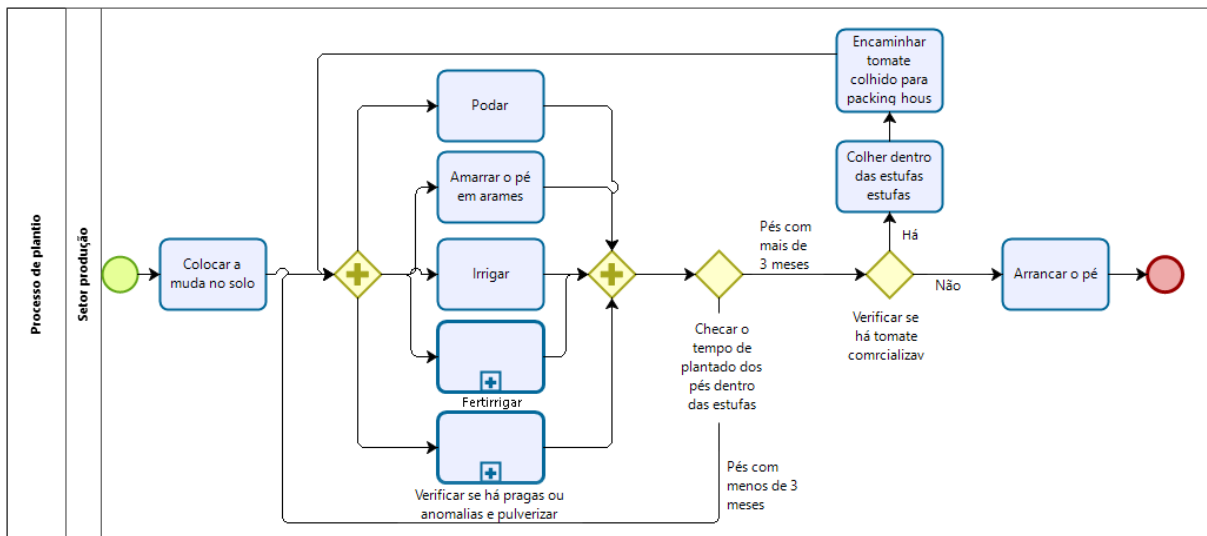 Processo de plantio
Setor produção
Colocar a
muda no solo
Podar
Amarrar o pé
em arames
Irrigar
Fertirrigar
Verificar se há pragas ou
anomalias e pulverizar
Checar o
tempo de
plantado dos
pés dentro
das estufas
Pés com
menos de 3
meses
Pés com
mais de
3 meses
Verificar se
há tomate
comrcializav
Há
Colher dentro
das estufas
estufas
Encaminhar
tomate
colhido para
packing hous
Não
Arrancar o pé